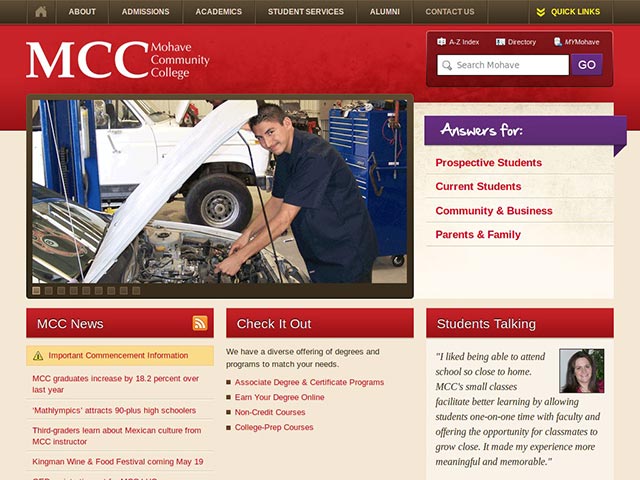 ABOUT ADMISSIONS ACADEMICS STUDENT SERVICES ALUMNI CONTACT US QUICK LINKS
MCC Mohave
Community
College
A-Z Index Directory MYMohave
Search Mohave GO
Answers for:
Prospective Students
Current Students
Community & Business
Parents & Family
MCC News
Important Commencement Information
MCC graduates increase by 18.2 percent over
last year
‘Mathlympics’ attracts 90-plus high schoolers
Third-graders learn about Mexican culture from
MCC instructor
Kingman Wine & Food Festival coming May 19
Check It Out
We have a diverse offering of degrees and
programs to match your needs.
Associate Degree & Certificate Programs
Earn Your Degree Online
Non-Credit Courses
College-Prep Courses
Students Talking
"I liked being able to attend
school so close to home.
MCC's small classes
facilitate better learning by allowing
students one-on-one time with faculty and
offering the opportunity for classmates to
grow close. It made my experience more
meaningful and memorable."